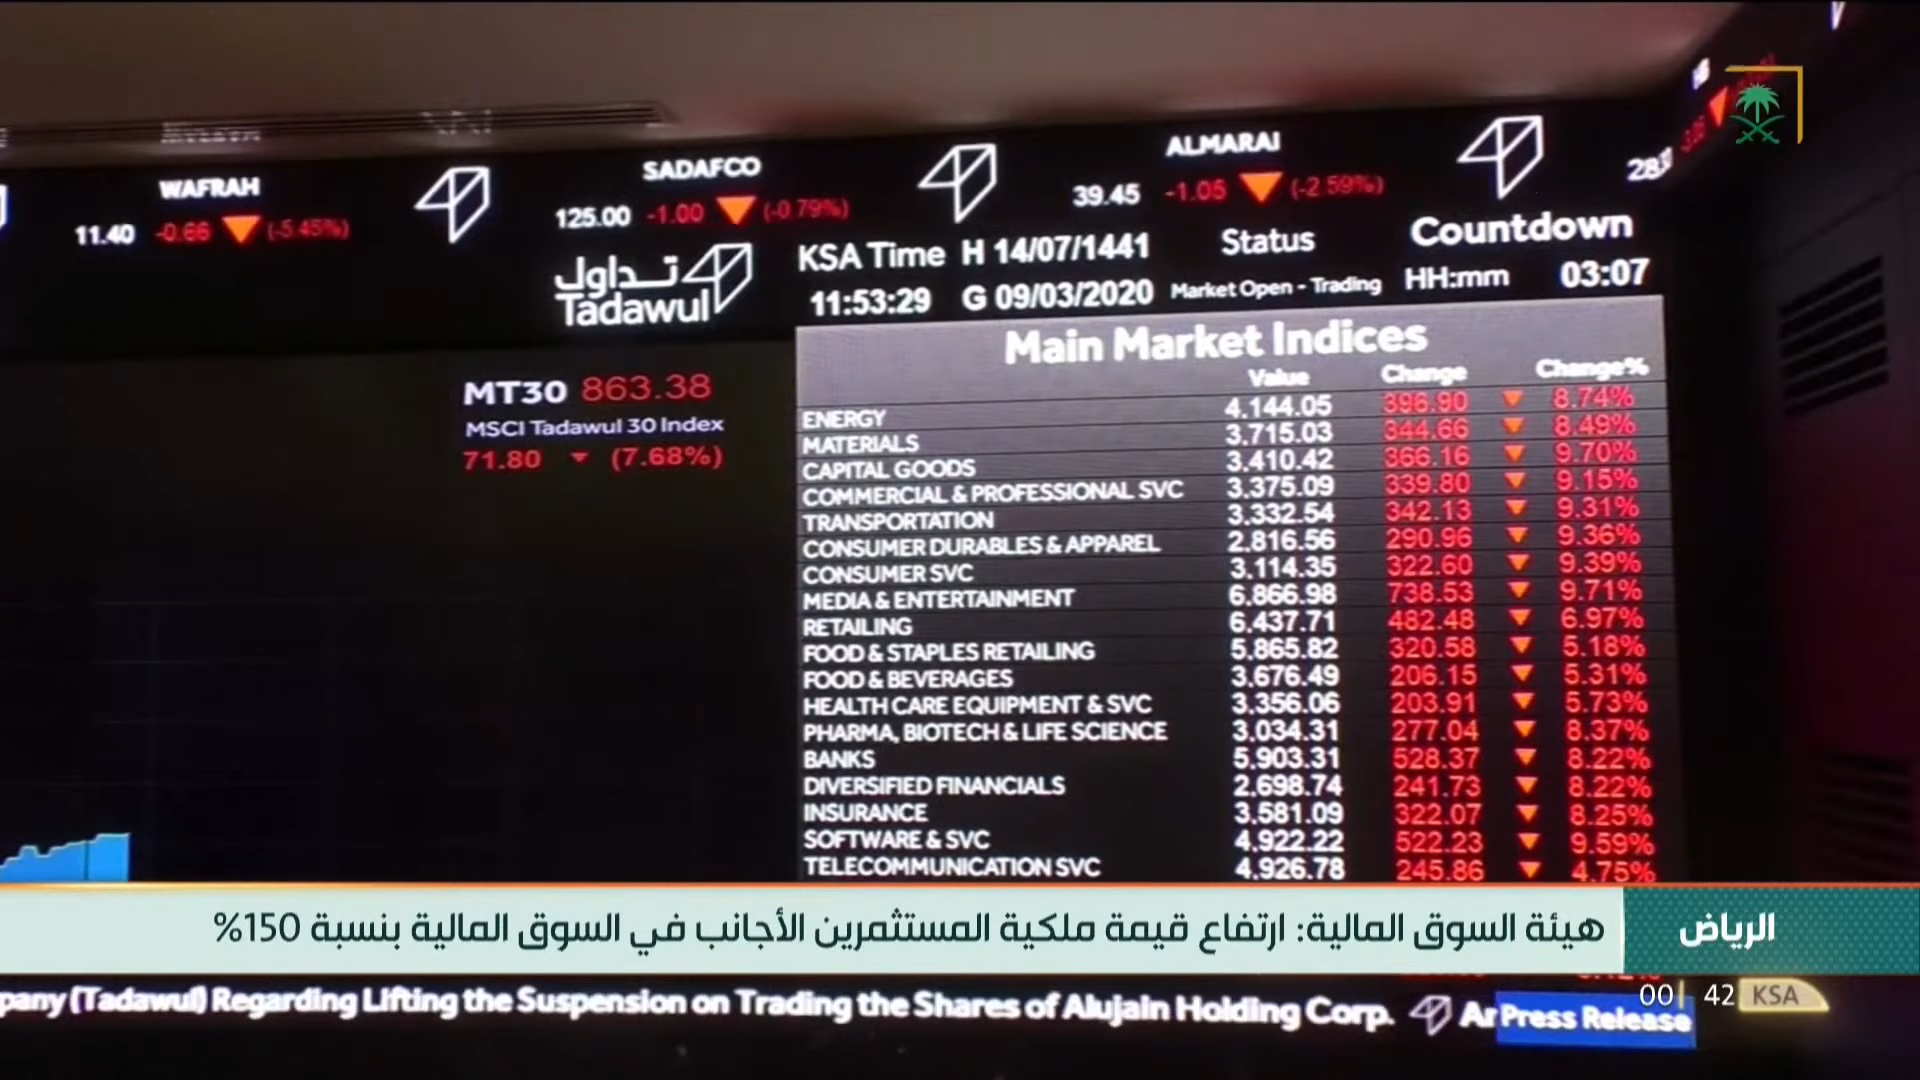 WAFRAH
11.40 -0.66 (-5.45%)
SADAFCO
125.00 -1.00 (-0.79%)
ALMARAI
39.45 -1.05 (-2.59%)
تداول
Tadawul
KSA Time H 14/07/1441 Status Countdown
11:53:29 G 09/03/2020 Market Open - Trading HH:mm 03:07
MT30 863.38
MSCI Tadawul 30 Index
71.80 (7.68%)
Main Market Indices
Value Change Change%
ENERGY 4.144.05 396.90 8.74%
MATERIALS 3.715.03 344.66 8.49%
CAPITAL GOODS 3.410.42 366.16 9.70%
COMMERCIAL & PROFESSIONAL SVC 3.375.09 339.80 9.15%
TRANSPORTATION 3.332.54 342.13 9.31%
CONSUMER DURABLES & APPAREL 2.816.56 290.96 9.36%
CONSUMER SVC 3.114.35 322.60 9.39%
MEDIA & ENTERTAINMENT 6.866.98 738.53 9.71%
RETAILING 6.437.71 482.48 6.97%
FOOD & STAPLES RETAILING 5.865.82 320.58 5.18%
FOOD & BEVERAGES 3.676.49 206.15 5.31%
HEALTH CARE EQUIPMENT & SVC 3.356.06 203.91 5.73%
PHARMA, BIOTECH & LIFE SCIENCE 3.034.31 277.04 8.37%
BANKS 5.903.31 528.37 8.22%
DIVERSIFIED FINANCIALS 2.698.74 241.73 8.22%
INSURANCE 3.581.09 322.07 8.25%
SOFTWARE & SVC 4.922.22 522.23 9.59%
TELECOMMUNICATION SVC 4.926.78 245.86 4.75%
الرياض
هيئة السوق المالية: ارتفاع قيمة ملكية المستثمرين الأجانب في السوق المالية بنسبة 150%
pany (Tadawul) Regarding Lifting the Suspension on Trading the Shares of Alujain Holding Corp. Ar Press Release
00 42 KSA